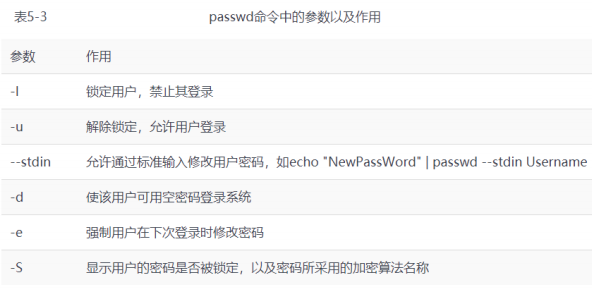 表5-3 passwd命令中的参数以及作用
参数 作用
-l 锁定用户，禁止其登录
-u 解除锁定，允许用户登录
--stdin 允许通过标准输入修改用户密码，如echo "NewPassWord" | passwd --stdin Username
-d 使该用户可用空密码登录系统
-e 强制用户在下次登录时修改密码
-S 显示用户的密码是否被锁定，以及密码所采用的加密算法名称